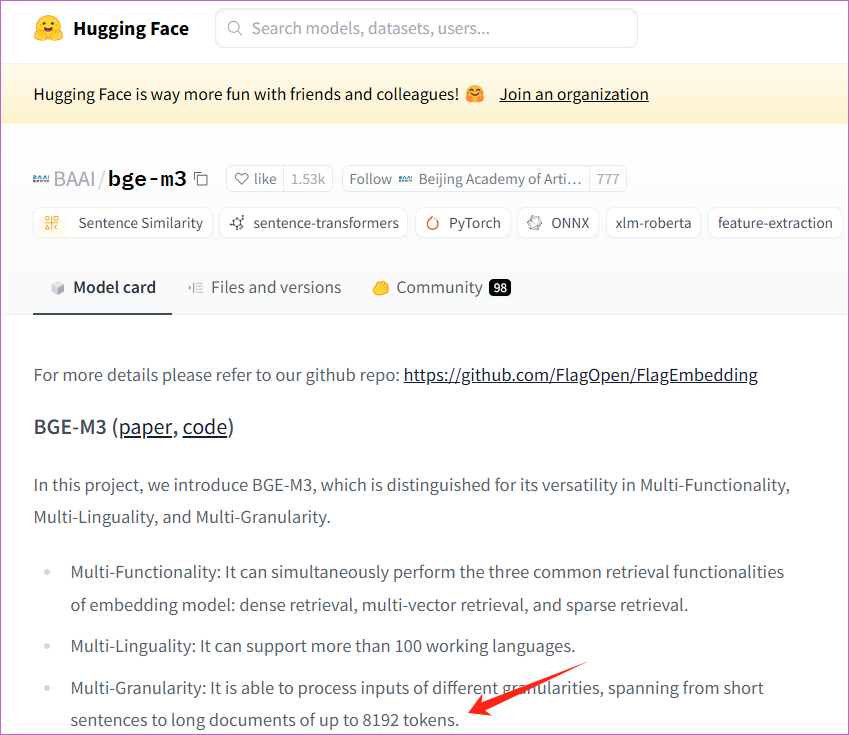 Hugging Face
Search models, datasets, users...
Hugging Face is way more fun with friends and colleagues! 🤗 Join an organization
BAAI BAAI/bge-m3
like 1.53k
Follow BAAI Beijing Academy of Arti... 777
Sentence Similarity
sentence-transformers
PyTorch
ONNX
xlm-roberta
feature-extraction
Model card
Files and versions
Community 98
For more details please refer to our github repo: https://github.com/FlagOpen/FlagEmbedding
BGE-M3 (paper, code)
In this project, we introduce BGE-M3, which is distinguished for its versatility in Multi-Functionality,
Multi-Linguality, and Multi-Granularity.
Multi-Functionality: It can simultaneously perform the three common retrieval functionalities
of embedding model: dense retrieval, multi-vector retrieval, and sparse retrieval.
Multi-Linguality: It can support more than 100 working languages.
Multi-Granularity: It is able to process inputs of different granularities, spanning from short
sentences to long documents of up to 8192 tokens.